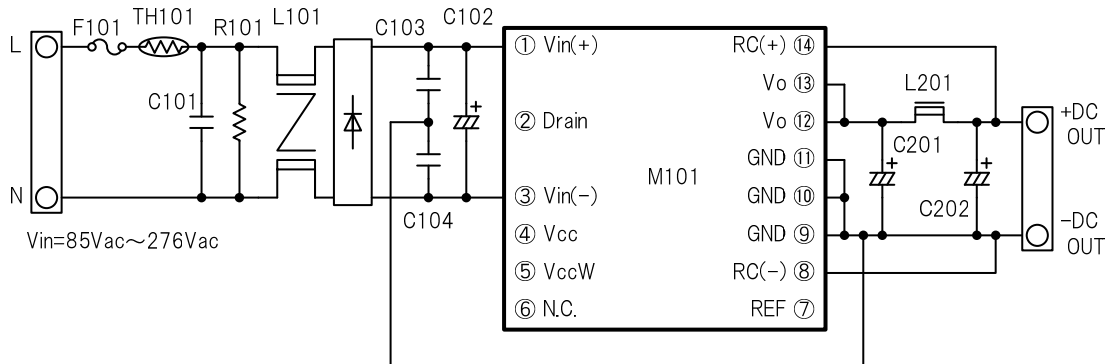 F101
TH101
R101
L101
C103
C102
L
N
C101
C104
Vin=85Vac～276Vac
① Vin(+)
② Drain
③ Vin(-)
④ Vcc
⑤ VccW
⑥ N.C.
M101
RC(+) ⑭
Vo ⑬
Vo ⑫
GND ⑪
GND ⑩
GND ⑨
RC(-) ⑧
REF ⑦
L201
C201
C202
+DC
OUT
-DC
OUT